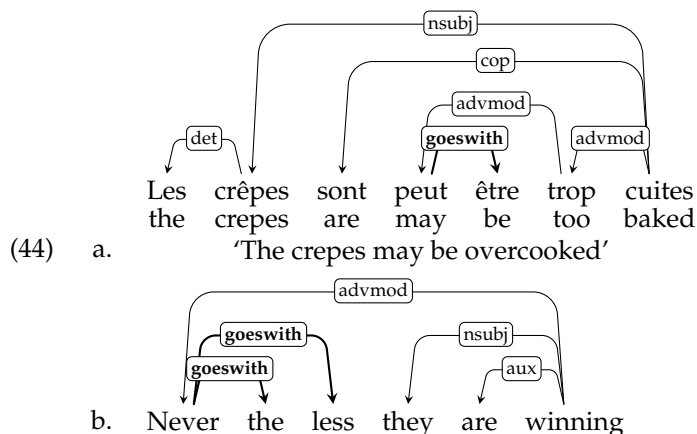 nsubj
cop
advmod
det goeswith advmod
Les crêpes sont peut être trop cuites
the crepes are may be too baked
(44) a. ‘The crepes may be overcooked’
advmod
goeswith nsubj
goeswith aux
b. Never the less they are winning